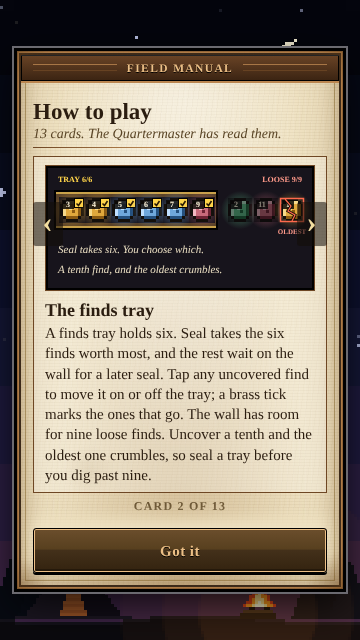 FIELD MANUAL
How to play
13 cards. The Quartermaster has read them.
TRAY 6/6
LOOSE 9/9
3 4 5 6 7 9 2 11
OLDEST
Seal takes six. You choose which.
A tenth find, and the oldest crumbles.
The finds tray
A finds tray holds six. Seal takes the six
finds worth most, and the rest wait on the
wall for a later seal. Tap any uncovered find
to move it on or off the tray; a brass tick
marks the ones that go. The wall has room
for nine loose finds. Uncover a tenth and the
oldest one crumbles, so seal a tray before
you dig past nine.
CARD 2 OF 13
Got it